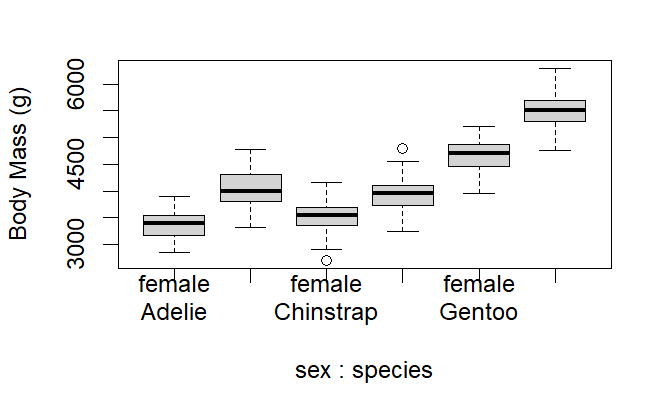 Body Mass (g)
6000
4500
3000
female female female
Adelie Chinstrap Gentoo
sex : species